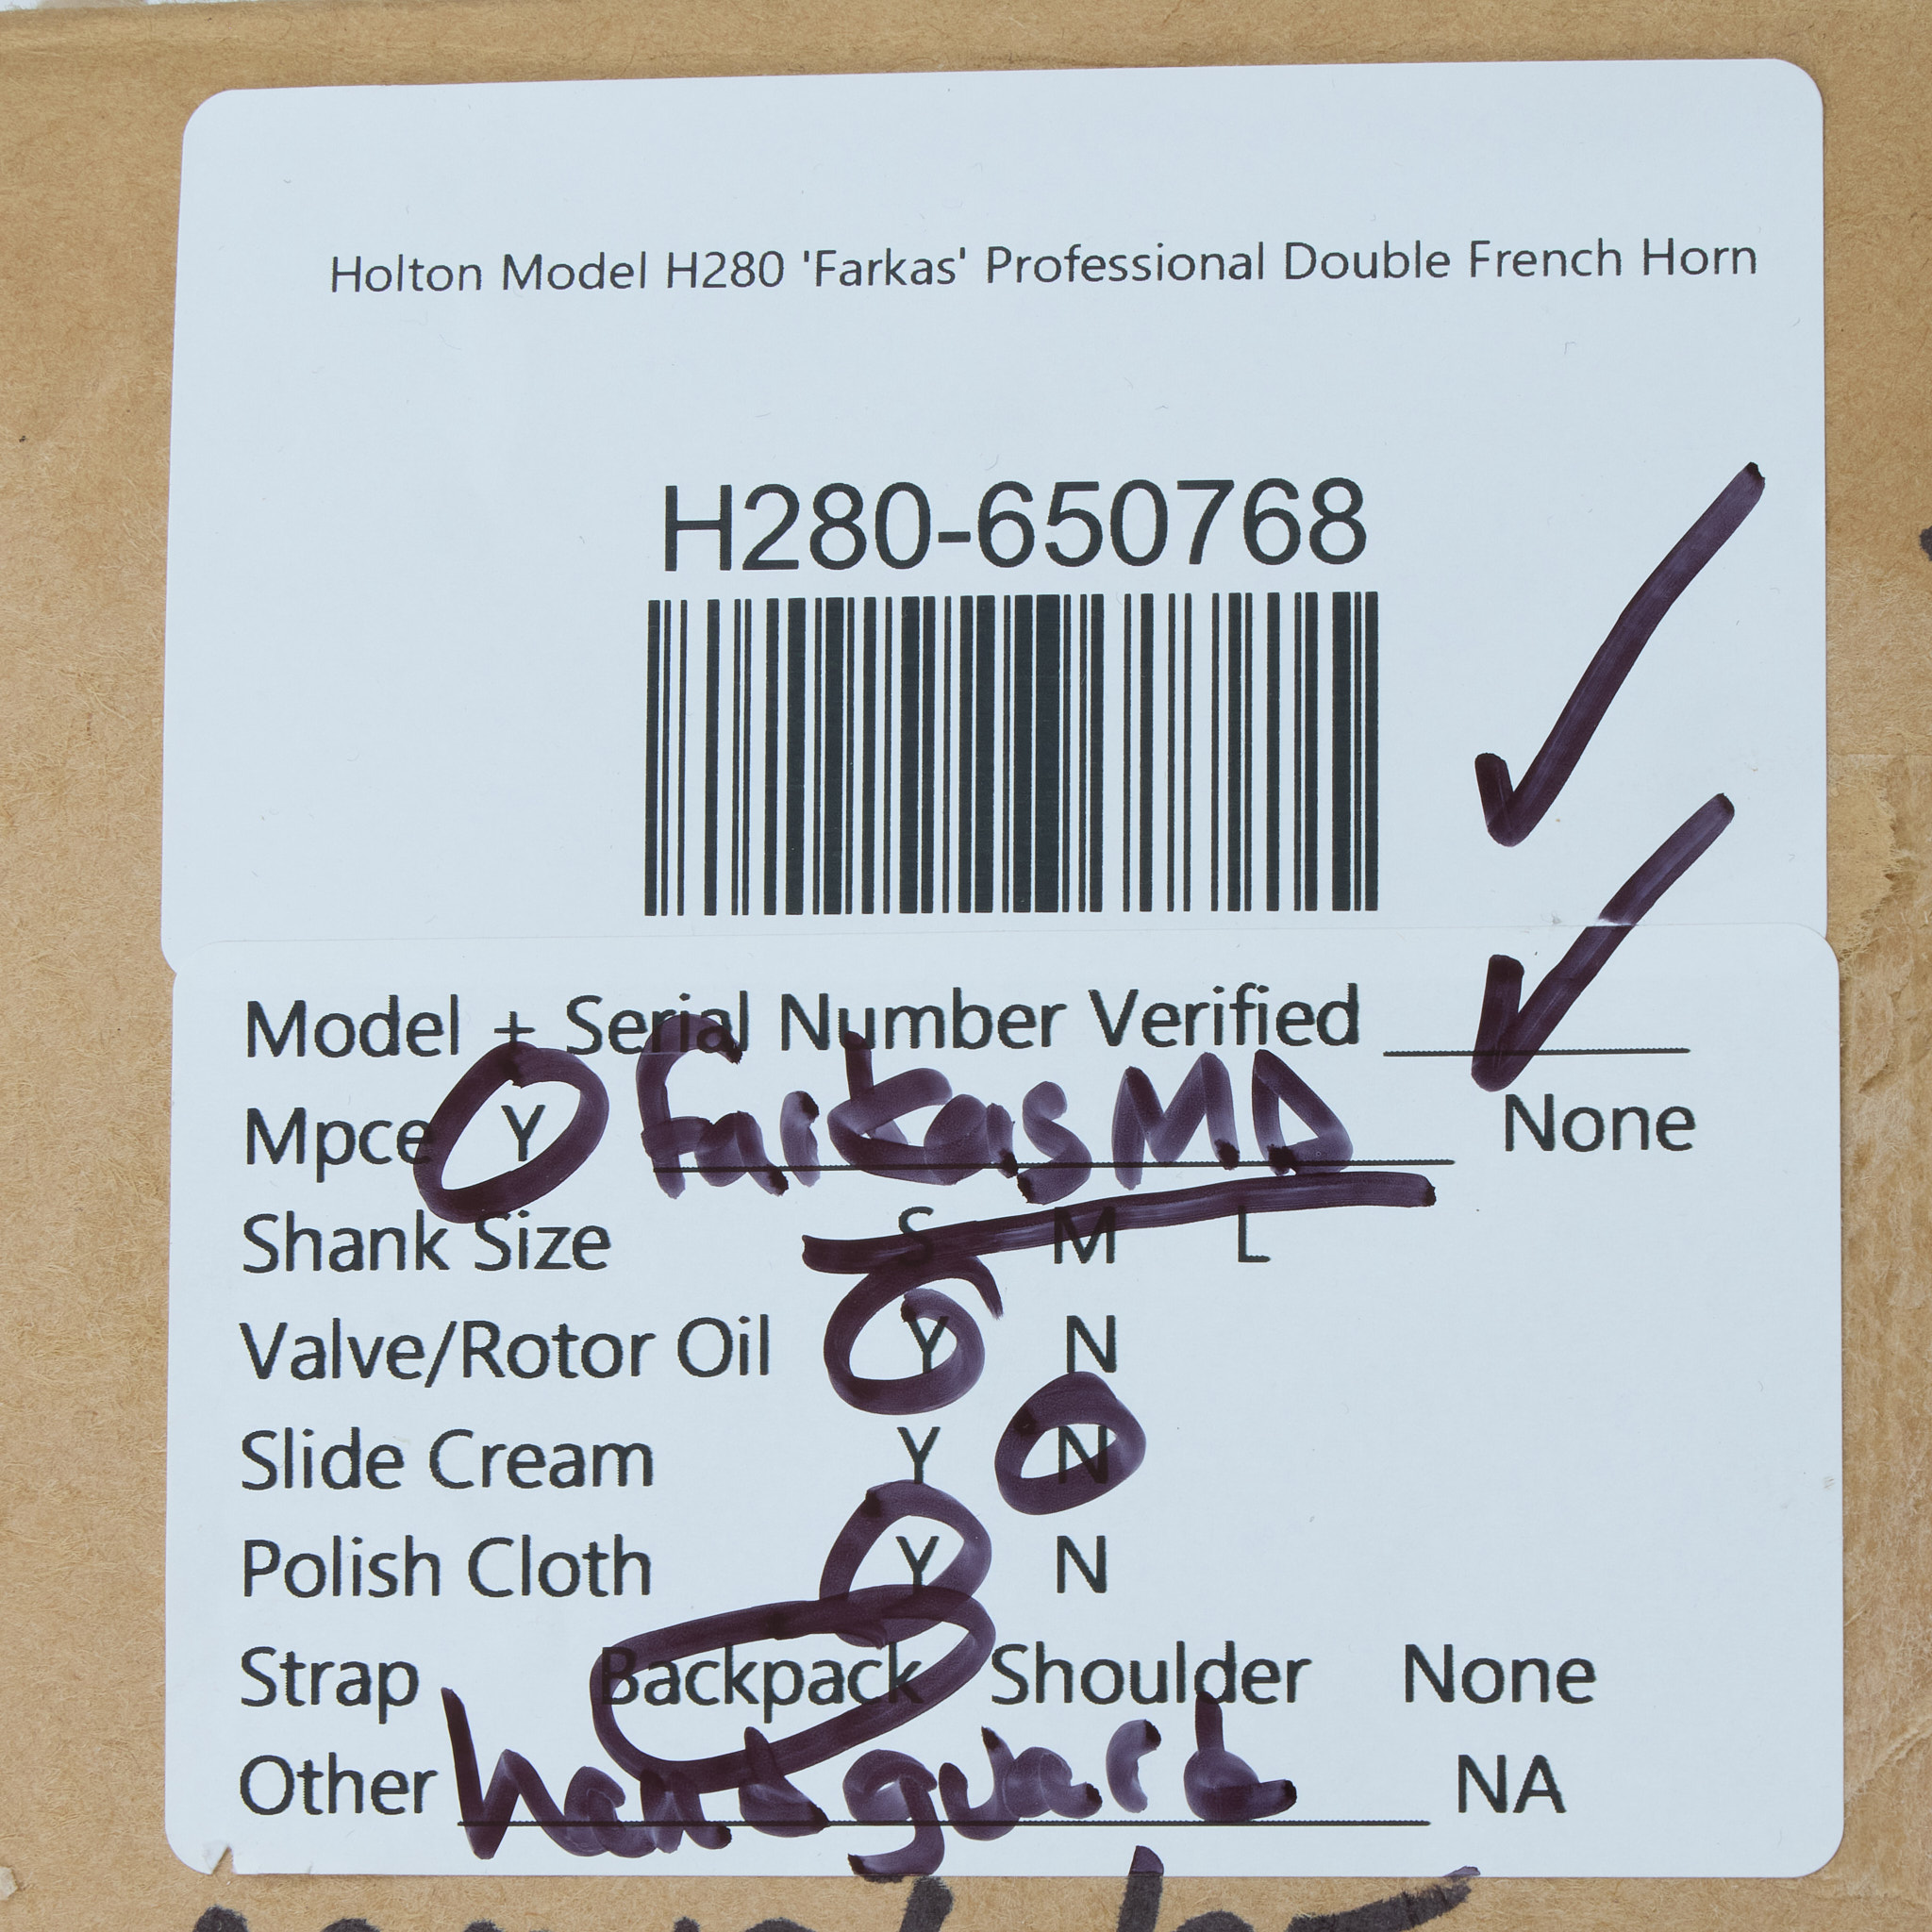 Holton Model H280 'Farkas' Professional Double French Horn
H280-650768
Model + Serial Number Verified
Mpce Y Farkas MD None
Shank Size S M L
Valve/Rotor Oil Y N
Slide Cream Y N
Polish Cloth Y N
Strap Backpack Shoulder None
Other handguard NA